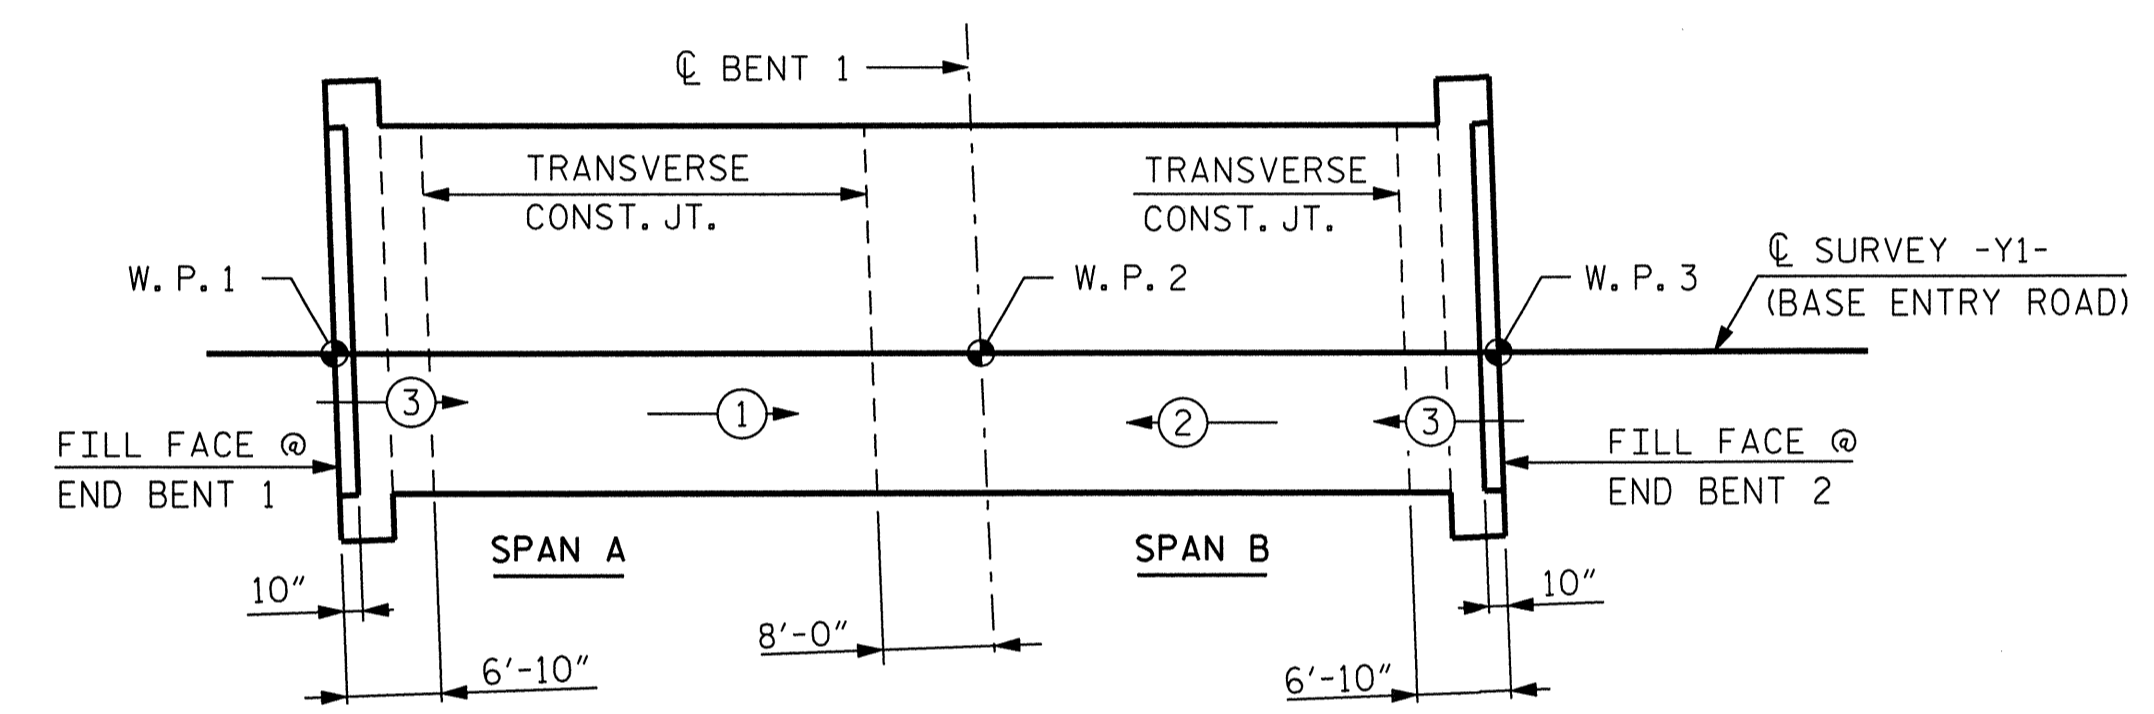 ℄ BENT 1
TRANSVERSE
CONST. JT.
TRANSVERSE
CONST. JT.
W. P. 1
W. P. 2
W. P. 3
℄ SURVEY -Y1-
(BASE ENTRY ROAD)
3
1
2
3
FILL FACE @
END BENT 1
FILL FACE @
END BENT 2
SPAN A
SPAN B
10"
10"
8'-0"
6'-10"
6'-10"